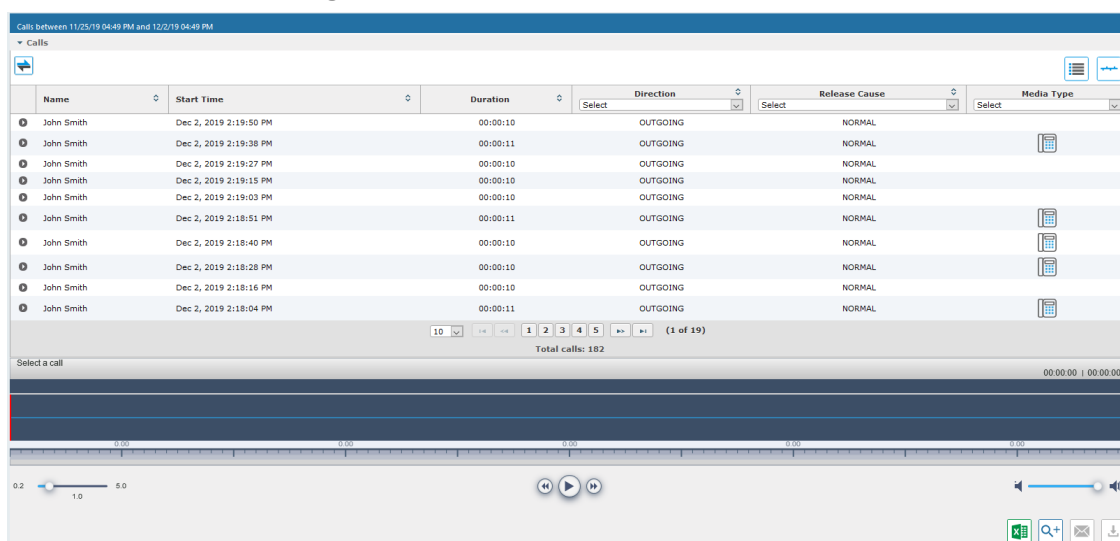 Calls between 11/25/19 04:49 PM and 12/2/19 04:49 PM
Calls
Name Start Time Duration Direction Release Cause Media Type
Select Select Select
John Smith Dec 2, 2019 2:19:50 PM 00:00:10 OUTGOING NORMAL
John Smith Dec 2, 2019 2:19:38 PM 00:00:11 OUTGOING NORMAL
John Smith Dec 2, 2019 2:19:27 PM 00:00:10 OUTGOING NORMAL
John Smith Dec 2, 2019 2:19:15 PM 00:00:10 OUTGOING NORMAL
John Smith Dec 2, 2019 2:19:03 PM 00:00:10 OUTGOING NORMAL
John Smith Dec 2, 2019 2:18:51 PM 00:00:11 OUTGOING NORMAL
John Smith Dec 2, 2019 2:18:40 PM 00:00:10 OUTGOING NORMAL
John Smith Dec 2, 2019 2:18:28 PM 00:00:10 OUTGOING NORMAL
John Smith Dec 2, 2019 2:18:16 PM 00:00:10 OUTGOING NORMAL
John Smith Dec 2, 2019 2:18:04 PM 00:00:11 OUTGOING NORMAL
10 1 2 3 4 5 (1 of 19)
Total calls: 182
Select a call
00:00:00 | 00:00:00
0.00 0.00 0.00 0.00 0.00
0.2 5.0
1.0